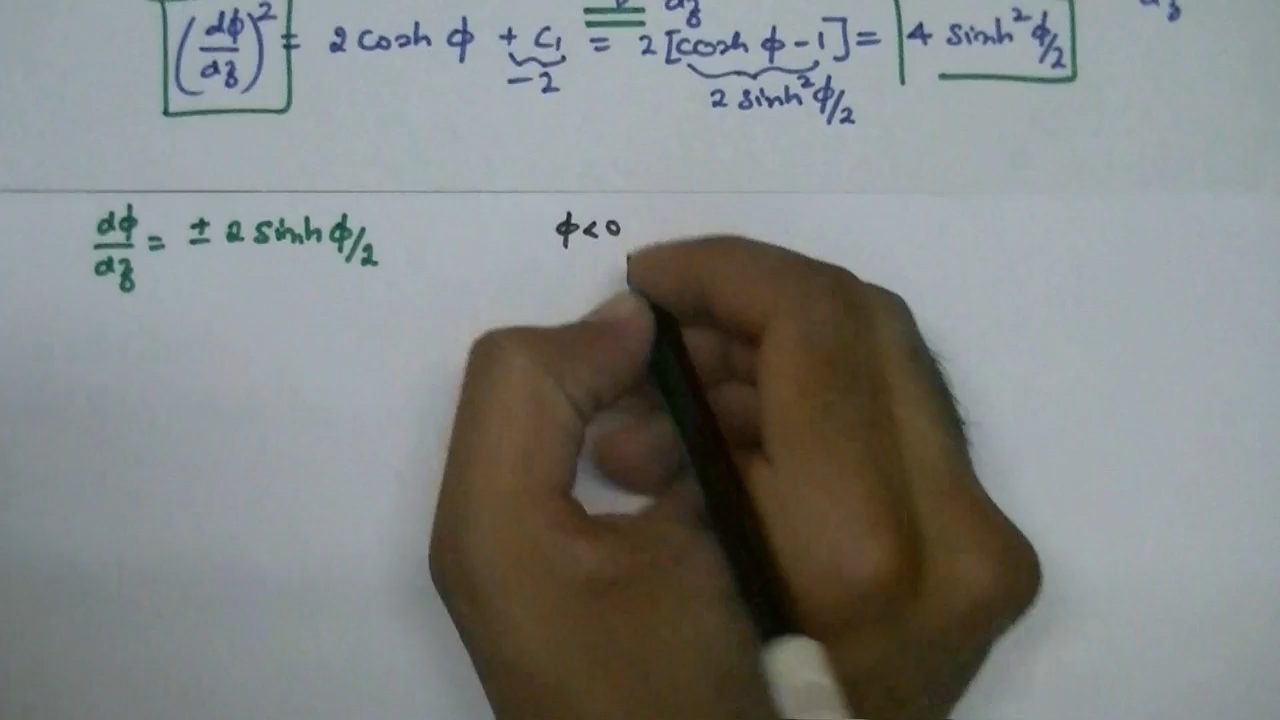 (dϕ/dz)² = 2 cosh ϕ + C₁ = 2[cosh ϕ - 1] = 4 sinh² ϕ/2
-2
2 sinh² ϕ/2
dϕ/dz = ± 2 sinh ϕ/2
ϕ < 0